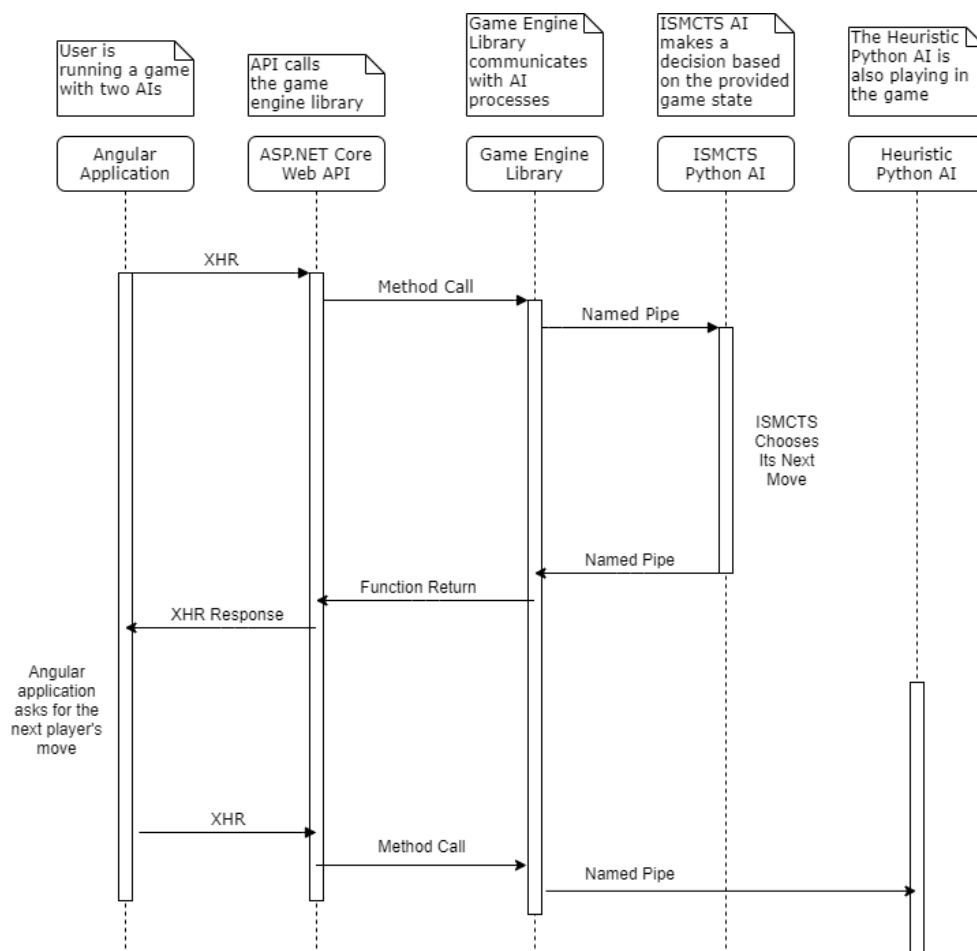 User is
running a game
with two AIs
API calls
the game
engine library
Game Engine
Library
communicates
with AI
processes
ISMCTS AI
makes a
decision based
on the provided
game state
The Heuristic
Python AI is
also playing in
the game
Angular
Application
ASP.NET Core
Web API
Game Engine
Library
ISMCTS
Python AI
Heuristic
Python AI
XHR
Method Call
Named Pipe
ISMCTS
Chooses
Its Next
Move
Named Pipe
Function Return
XHR Response
Angular
application
asks for the
next player's
move
XHR
Method Call
Named Pipe